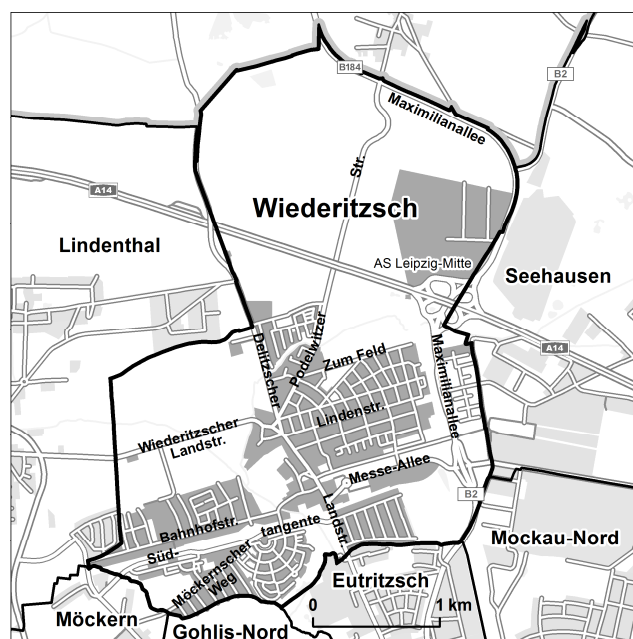 B184
B2
Maximilianallee
Str.
A14
Wiederitzsch
Lindenthal
AS Leipzig-Mitte
Seehausen
Delitzscher
Podelwitzer
Zum Feld
Maximilianallee
A14
Lindenstr.
Wiederitzscher
Landstr.
Messe-Allee
B2
Landstr.
Bahnhofstr.
Süd-
tangente
Mockau-Nord
Möckernscher
Weg
Eutritzsch
0
1 km
Möckern
Gohlis-Nord